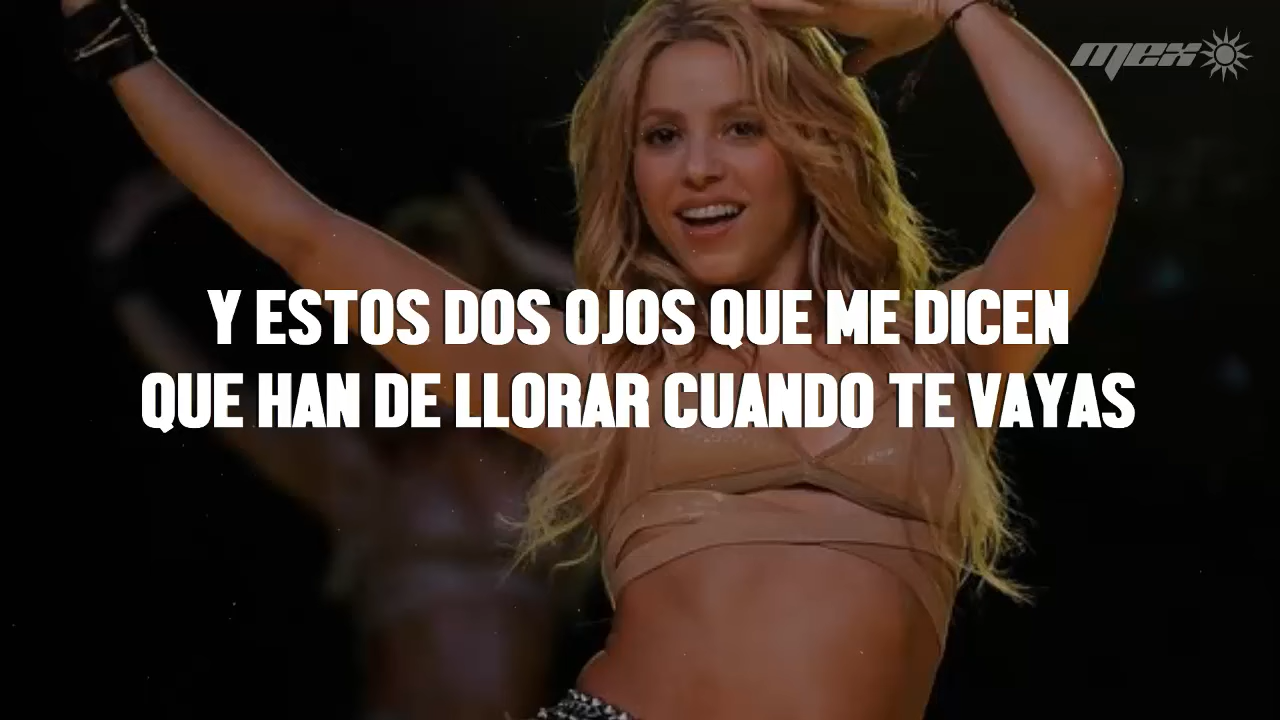 mex
Y ESTOS DOS OJOS QUE ME DICEN
QUE HAN DE LLORAR CUANDO TE VAYAS